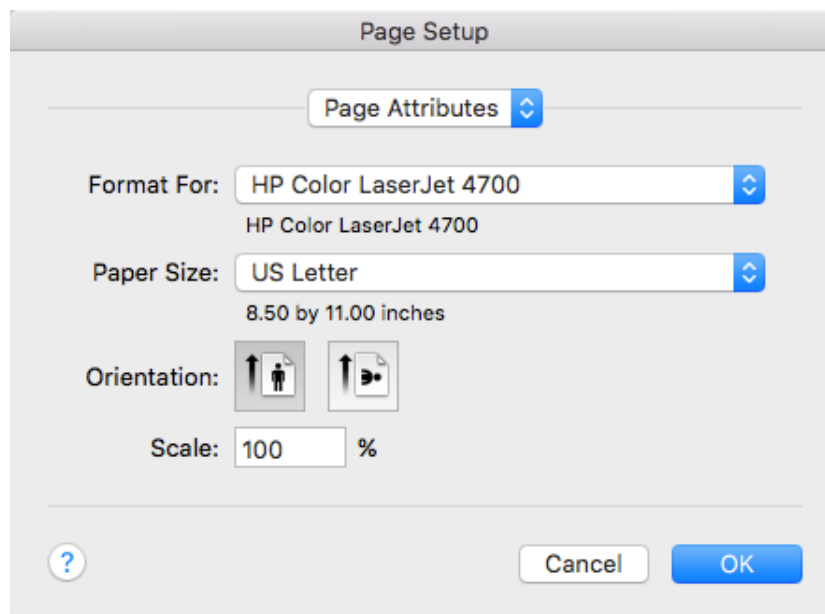 Page Setup
Page Attributes
Format For: HP Color LaserJet 4700
HP Color LaserJet 4700
Paper Size: US Letter
8.50 by 11.00 inches
Orientation:
Scale: 100 %
? Cancel OK